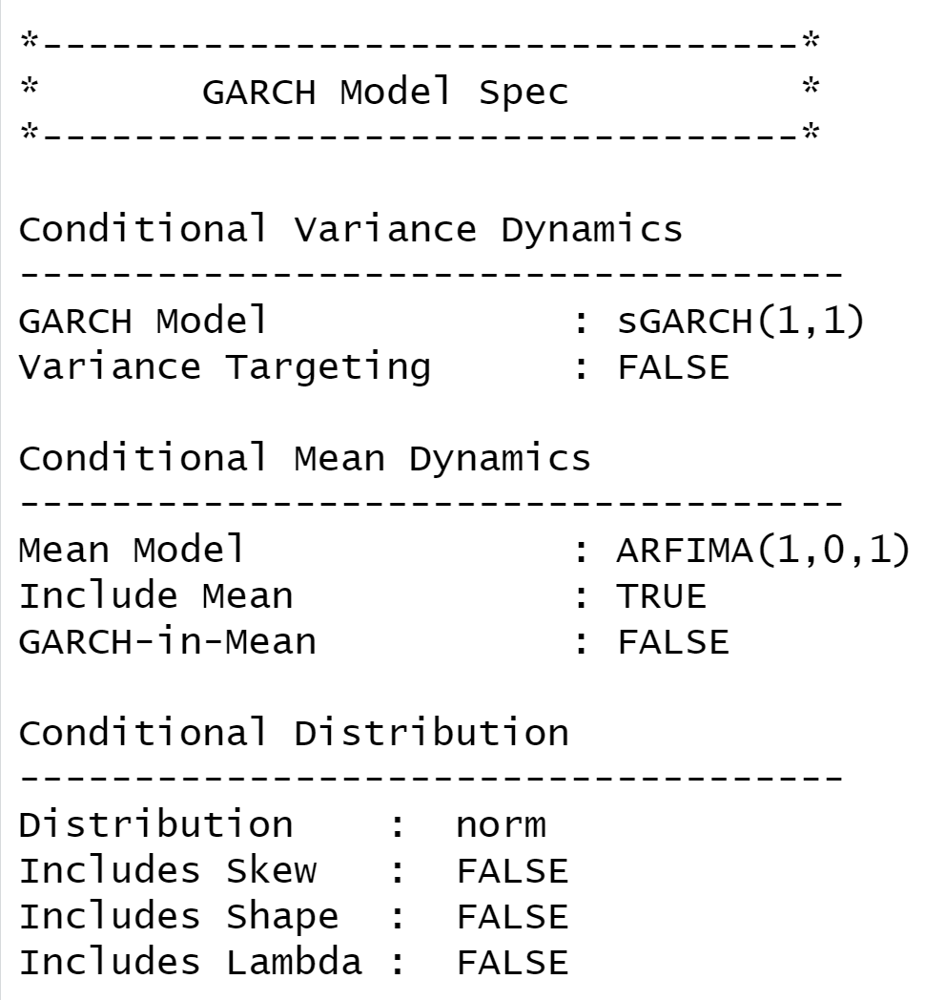 *---------------------------------*
*       GARCH Model Spec          *
*---------------------------------*

Conditional Variance Dynamics
------------------------------------
GARCH Model             : sGARCH(1,1)
Variance Targeting      : FALSE

Conditional Mean Dynamics
------------------------------------
Mean Model              : ARFIMA(1,0,1)
Include Mean            : TRUE
GARCH-in-Mean           : FALSE

Conditional Distribution
------------------------------------
Distribution    :  norm
Includes Skew   :  FALSE
Includes Shape  :  FALSE
Includes Lambda :  FALSE